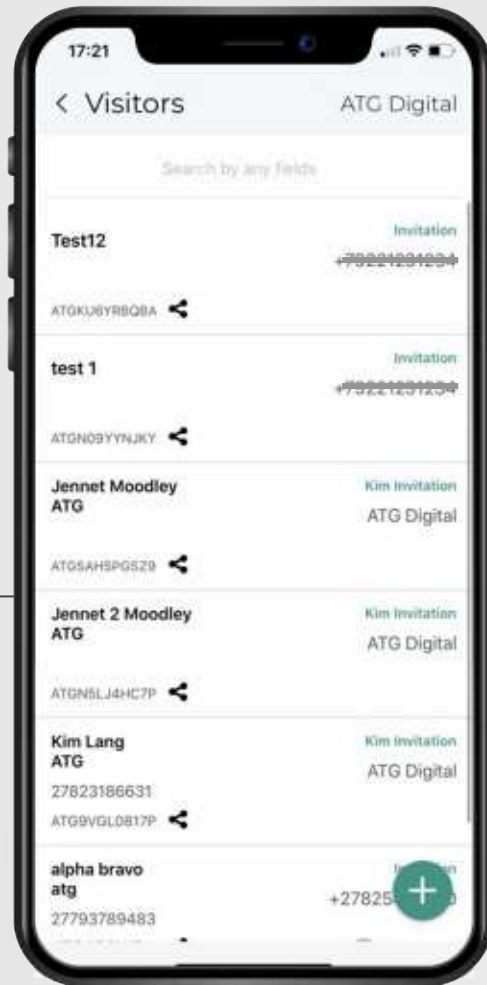 17:21
Visitors
ATG Digital
Search by any fields
Test12
Invitation
test 1
Invitation
ATGN09YYNJKY
Jennet Moodley
ATG
Kim Invitation
ATG Digital
Jennet 2 Moodley
ATG
Kim Invitation
ATG Digital
ATGN5LJ4HC7P
Kim Lang
ATG
Kim Invitation
ATG Digital
27823186631
ATG9VGL0817P
alpha bravo
atg
+27825
27793789483